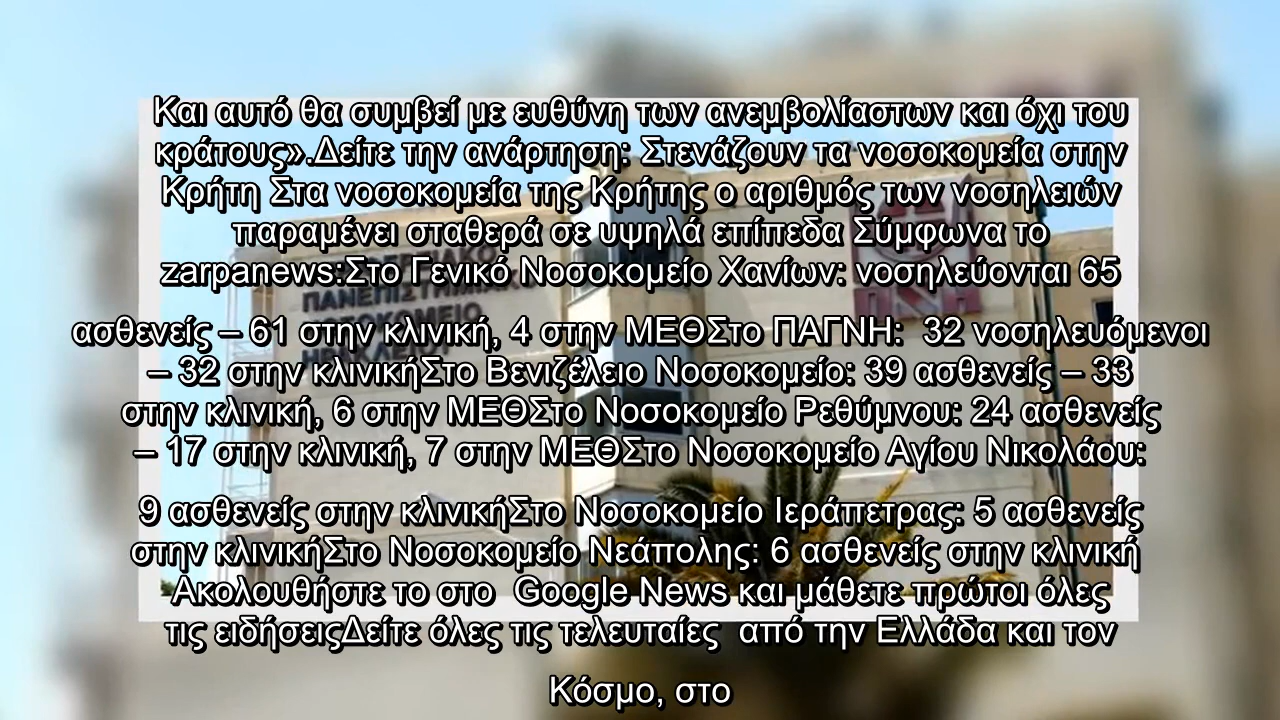 Και αυτό θα συμβεί με ευθύνη των ανεμβολίαστων και όχι του
κράτους».Δείτε την ανάρτηση: Στενάζουν τα νοσοκομεία στην
Κρήτη Στα νοσοκομεία της Κρήτης ο αριθμός των νοσηλειών
παραμένει σταθερά σε υψηλά επίπεδα Σύμφωνα το
zarpanews:Στο Γενικό Νοσοκομείο Χανίων: νοσηλεύονται 65
ασθενείς – 61 στην κλινική, 4 στην ΜΕΘΣτο ΠΑΓΝΗ:  32 νοσηλευόμενοι
– 32 στην κλινικήΣτο Βενιζέλειο Νοσοκομείο: 39 ασθενείς – 33
στην κλινική, 6 στην ΜΕΘΣτο Νοσοκομείο Ρεθύμνου: 24 ασθενείς
– 17 στην κλινική, 7 στην ΜΕΘΣτο Νοσοκομείο Αγίου Νικολάου:
9 ασθενείς στην κλινικήΣτο Νοσοκομείο Ιεράπετρας: 5 ασθενείς
στην κλινικήΣτο Νοσοκομείο Νεάπολης: 6 ασθενείς στην κλινική
Ακολουθήστε το στο  Google News και μάθετε πρώτοι όλες
τις ειδήσειςΔείτε όλες τις τελευταίες  από την Ελλάδα και τον
Κόσμο, στο